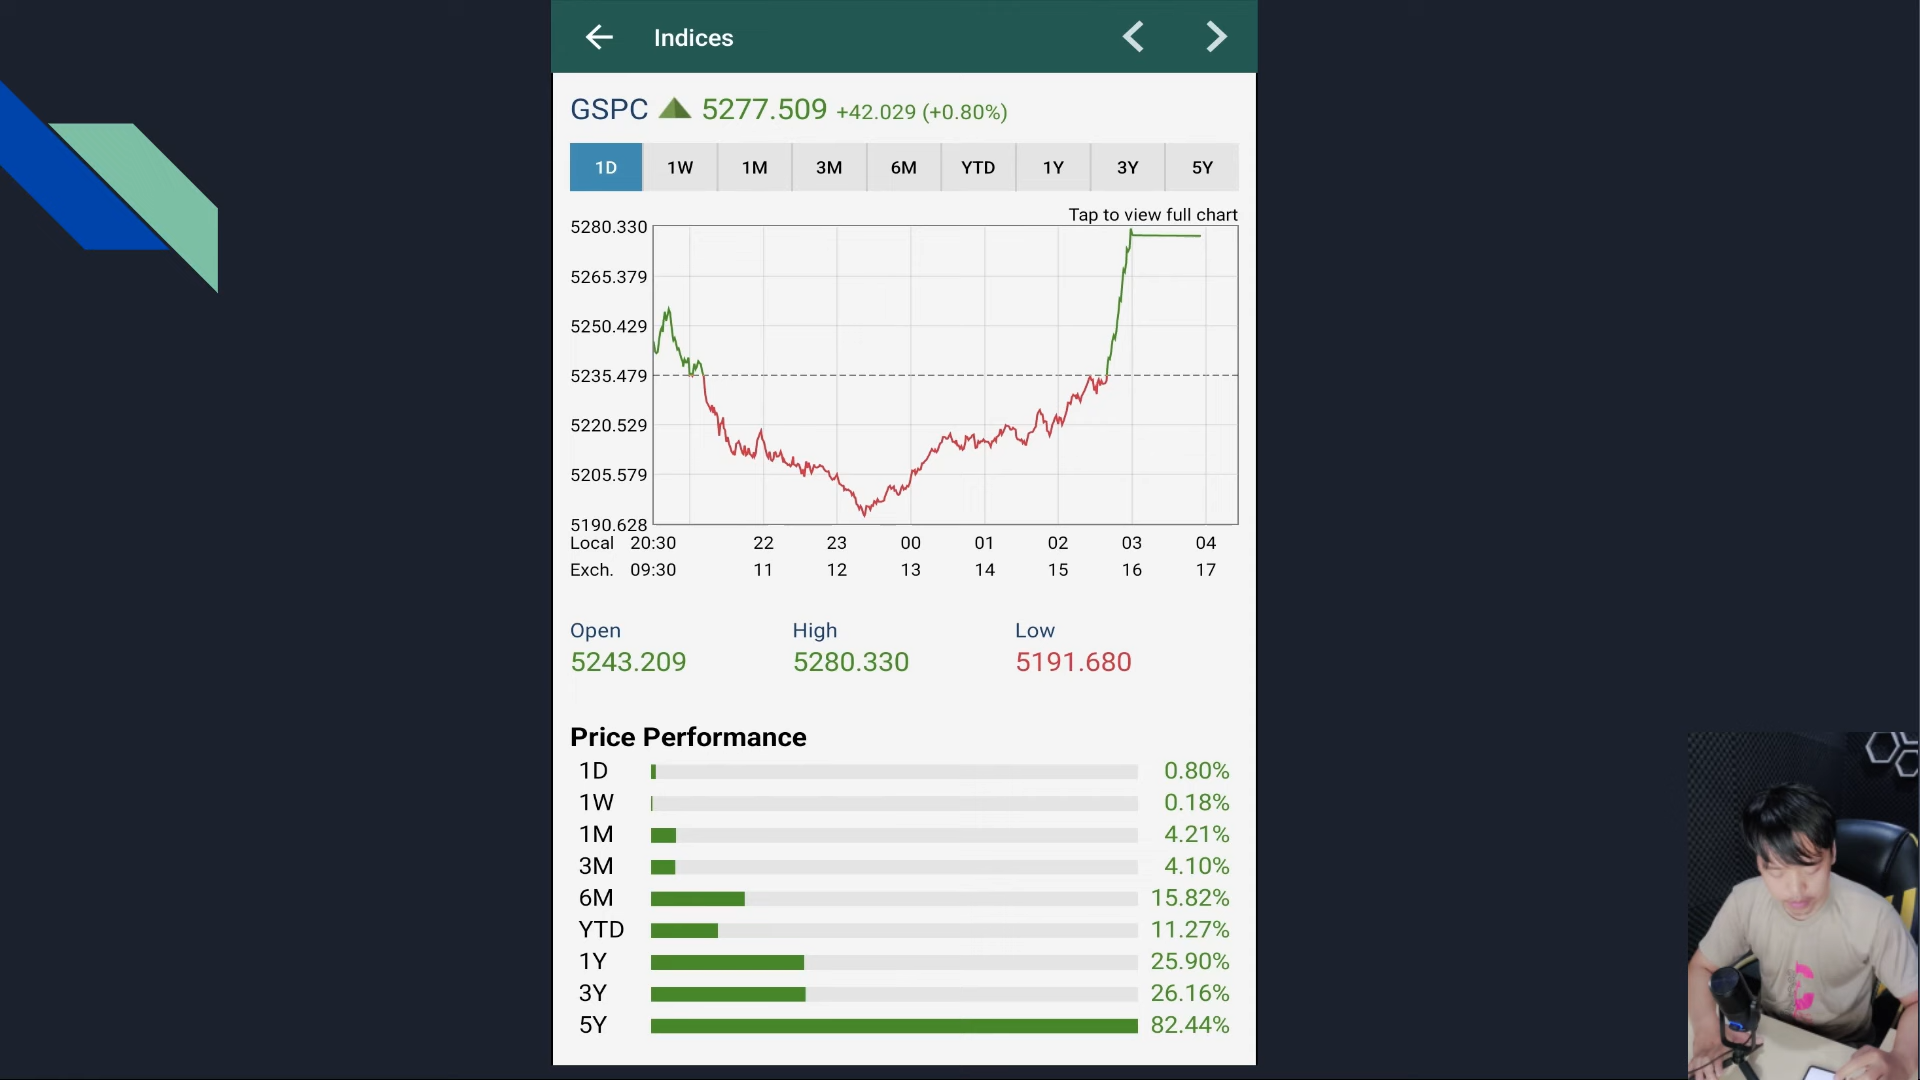 Indices
GSPC 5277.509 +42.029 (+0.80%)
1D 1W 1M 3M 6M YTD 1Y 3Y 5Y
Tap to view full chart
5280.330
5265.379
5250.429
5235.479
5220.529
5205.579
5190.628
Local 20:30 22 23 00 01 02 03 04
Exch. 09:30 11 12 13 14 15 16 17
Open High Low
5243.209 5280.330 5191.680
Price Performance
1D 0.80%
1W 0.18%
1M 4.21%
3M 4.10%
6M 15.82%
YTD 11.27%
1Y 25.90%
3Y 26.16%
5Y 82.44%